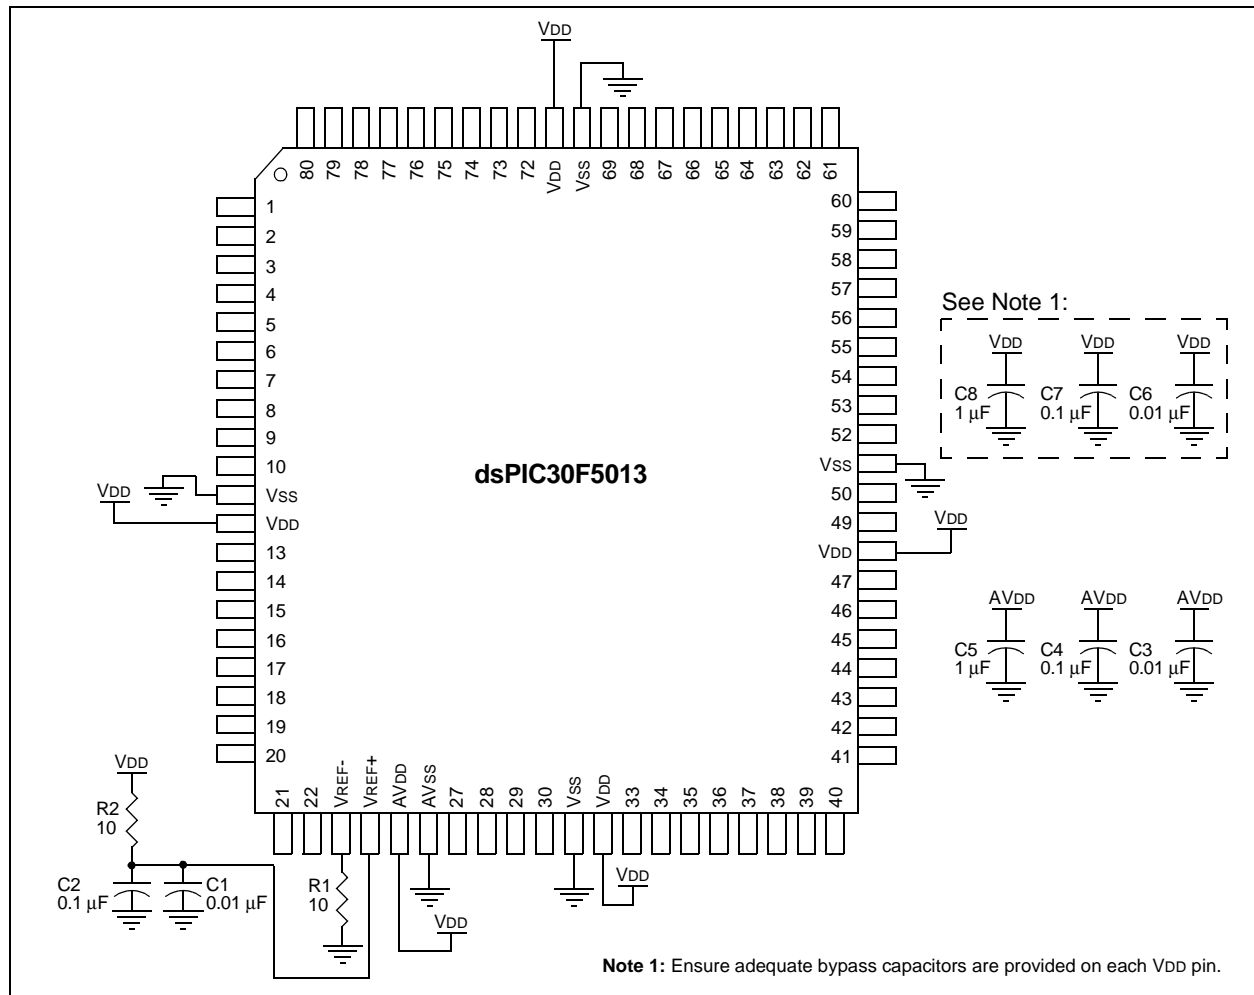 VDD
80 79 78 77 76 75 74 73 72 VDD VSS 69 68 67 66 65 64 63 62 61
1
2
3
4
5
6
7
8
9
10
VSS
VDD
VDD
13
14
15
16
17
18
19
20
dsPIC30F5013
60
59
58
57
56
55
54
53
52
VSS
50
49
VDD
VDD
47
46
45
44
43
42
41
See Note 1:
VDD VDD VDD
C8 C7 C6
1 µF 0.1 µF 0.01 µF
AVDD AVDD AVDD
C5 C4 C3
1 µF 0.1 µF 0.01 µF
21 22 VREF- VREF+ AVDD AVSS 27 28 29 30 VSS VDD 33 34 35 36 37 38 39 40
VDD
R2
10
C2
0.1 µF
C1
0.01 µF
R1
10
VDD
VDD
Note 1: Ensure adequate bypass capacitors are provided on each VDD pin.